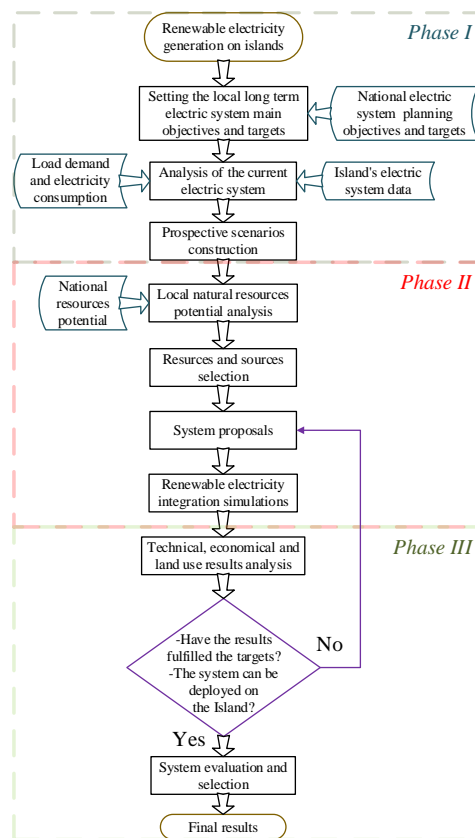 Renewable electricity
generation on islands
Phase I
Setting the local long term
electric system main
objectives and targets
National electric
system planning
objectives and targets
Load demand
and electricity
consumption
Analysis of the current
electric system
Island's electric
system data
Prospective scenarios
construction
Phase II
National
resources
potential
Local natural resources
potential analysis
Resurces and sources
selection
System proposals
Renewable electricity
integration simulations
Phase III
Technical, economical and
land use results analysis
-Have the results
fulfilled the targets?
-The system can be
deployed on
the Island?
No
Yes
System evaluation and
selection
Final results